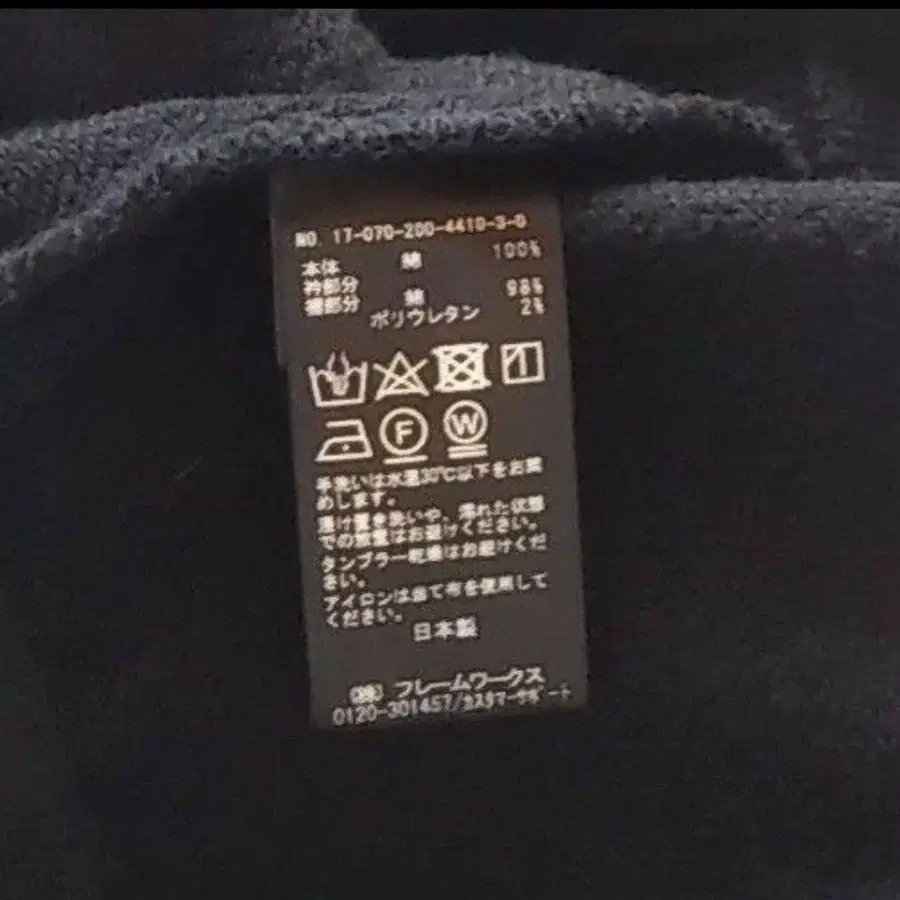 NO. 17-070-200-4410-3-0
本体 綿 100%
衿部分
裾部分 綿 98%
ポリウレタン 2%
F W
手洗いは水温30℃以下をお薦
めします。
漬け置き洗いや、濡れた状態
での放置はお避けください。
タンブラー乾燥はお避けくだ
さい。
アイロンは当て布を使用して
ください。
日本製
(株) フレームワークス
0120-301457/カスタマーサポート